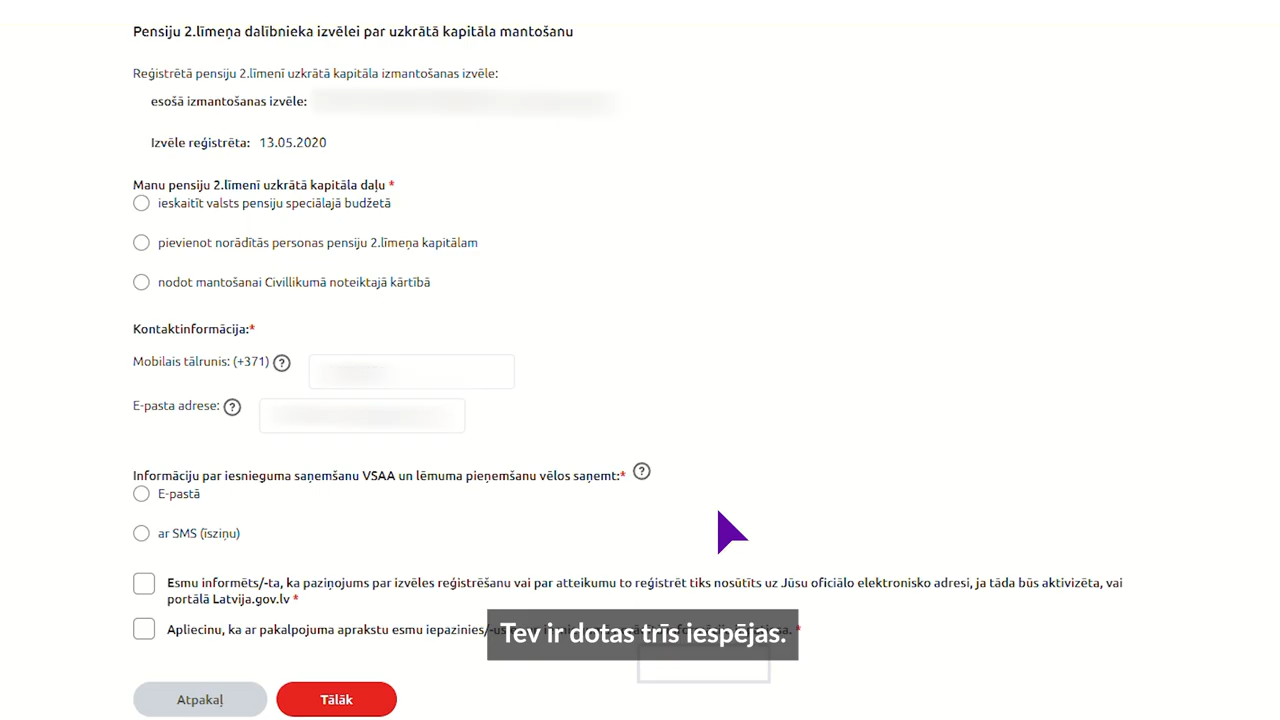 Pensiju 2.līmeņa dalībnieka izvēlei par uzkrātā kapitāla mantošanu
Reģistrētā pensiju 2.līmenī uzkrātā kapitāla izmantošanas izvēle:
esošā izmantošanas izvēle:
Izvēle reģistrēta: 13.05.2020
Manu pensiju 2.līmenī uzkrātā kapitāla daļu *
ieskaitīt valsts pensiju speciālajā budžetā
pievienot norādītās personas pensiju 2.līmeņa kapitālam
nodot mantošanai Civillikumā noteiktajā kārtībā
Kontaktinformācija:*
Mobilais tālrunis: (+371) ?
E-pasta adrese: ?
Informāciju par iesnieguma saņemšanu VSAA un lēmuma pieņemšanu vēlos saņemt:* ?
E-pastā
ar SMS (īsziņu)
Esmu informēts/-ta, ka paziņojums par izvēles reģistrēšanu vai par atteikumu to reģistrēt tiks nosūtīts uz Jūsu oficiālo elektronisko adresi, ja tāda būs aktivizēta, vai
portālā Latvija.gov.lv *
Apliecinu, ka ar pakalpojuma aprakstu esmu iepazinies/ *
Tev ir dotas trīs iespējas.
Atpakaļ
Tālāk